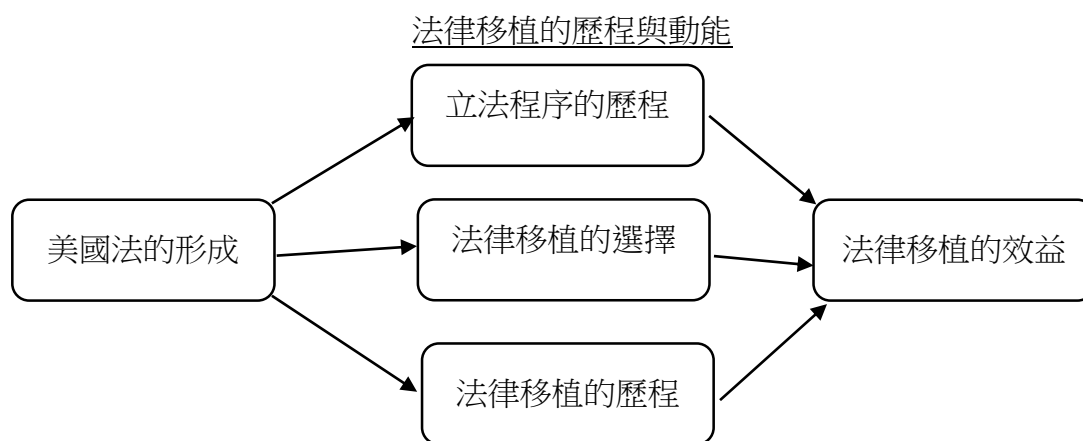 法律移植的歷程與動能
立法程序的歷程
美國法的形成
法律移植的選擇
法律移植的效益
法律移植的歷程